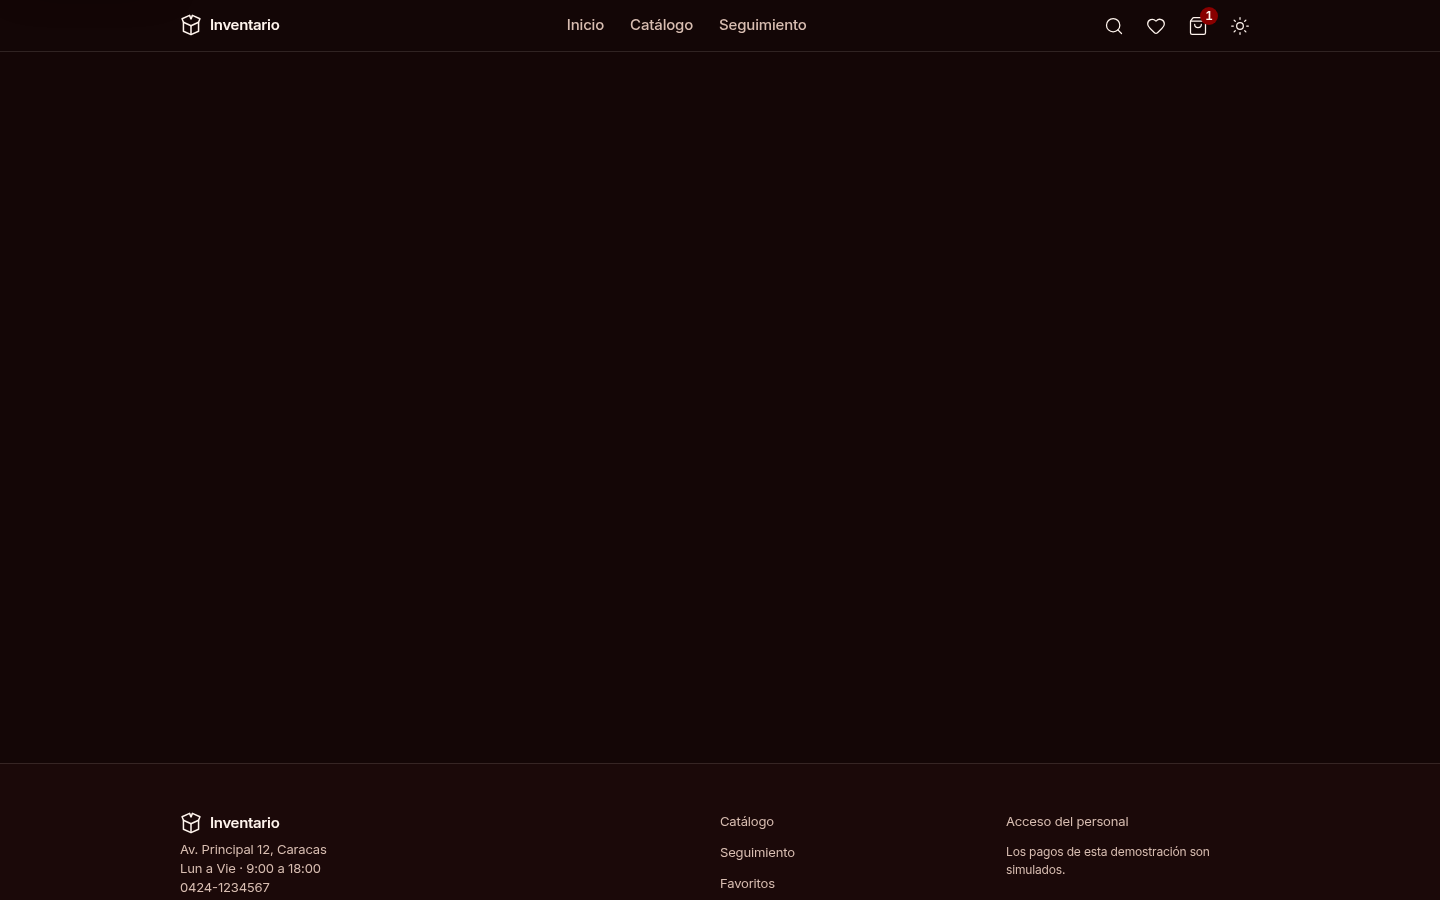 Inventario
Inicio
Catálogo
Seguimiento
1
Inventario
Av. Principal 12, Caracas
Lun a Vie · 9:00 a 18:00
0424-1234567
Catálogo
Seguimiento
Favoritos
Acceso del personal
Los pagos de esta demostración son
simulados.